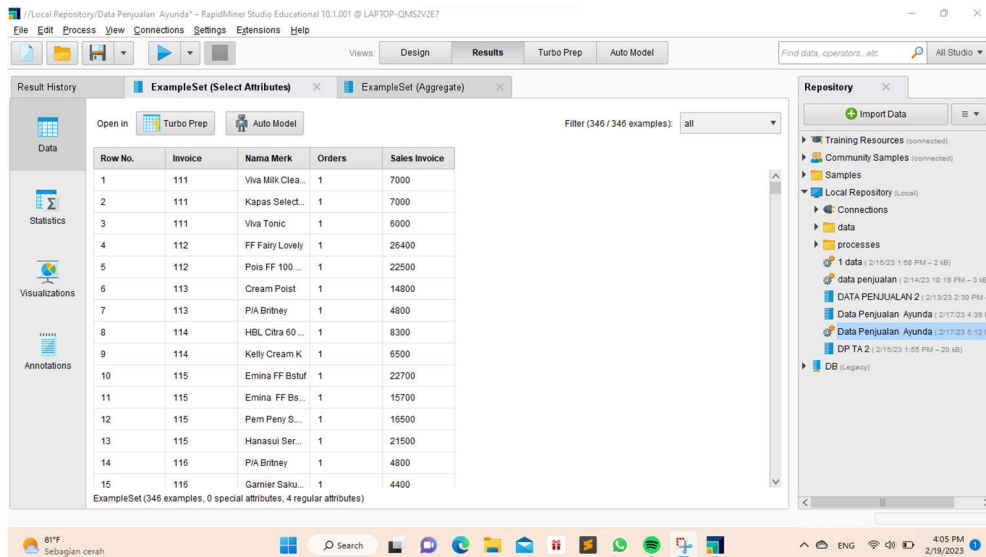 //Local Repository/Data Penjualan Ayunda* – RapidMiner Studio Educational 10.1.001 @ LAPTOP-QMS2V2E7
File Edit Process View Connections Settings Extensions Help
Views: Design Results Turbo Prep Auto Model Find data, operators...etc All Studio
Result History ExampleSet (Select Attributes) ExampleSet (Aggregate)
Data
Statistics
Visualizations
Annotations
Open in Turbo Prep Auto Model Filter (346 / 346 examples): all
Row No. Invoice Nama Merk Orders Sales Invoice
1 111 Viva Milk Clea... 1 7000
2 111 Kapas Select... 1 7000
3 111 Viva Tonic 1 6000
4 112 FF Fairy Lovely 1 26400
5 112 Pois FF 100 ... 1 22500
6 113 Cream Poist 1 14800
7 113 P/A Britney 1 4800
8 114 HBL Citra 60 ... 1 8300
9 114 Kelly Cream K 1 6500
10 115 Emina FF Bstuf 1 22700
11 115 Emina FF Bs... 1 15700
12 115 Pem Peny S.... 1 16500
13 115 Hanasui Ser... 1 21500
14 116 P/A Britney 1 4800
15 116 Garnier Saku... 1 4400
ExampleSet (346 examples, 0 special attributes, 4 regular attributes)
Repository
Import Data
Training Resources (connected)
Community Samples (connected)
Samples
Local Repository (Local)
Connections
data
processes
1 data (2/15/23 1:58 PM – 2 kB)
data penjualan (2/14/23 10:19 PM – 3 kB
DATA PENJUALAN 2 (2/13/23 2:30 PM
Data Penjualan Ayunda (2/17/23 4:39
Data Penjualan Ayunda (2/17/23 5:12
DP TA 2 (2/15/23 1:55 PM – 20 kB)
DB (Legacy)
81°F
Sebagian cerah
Search
ENG
4:05 PM
2/19/2023
1